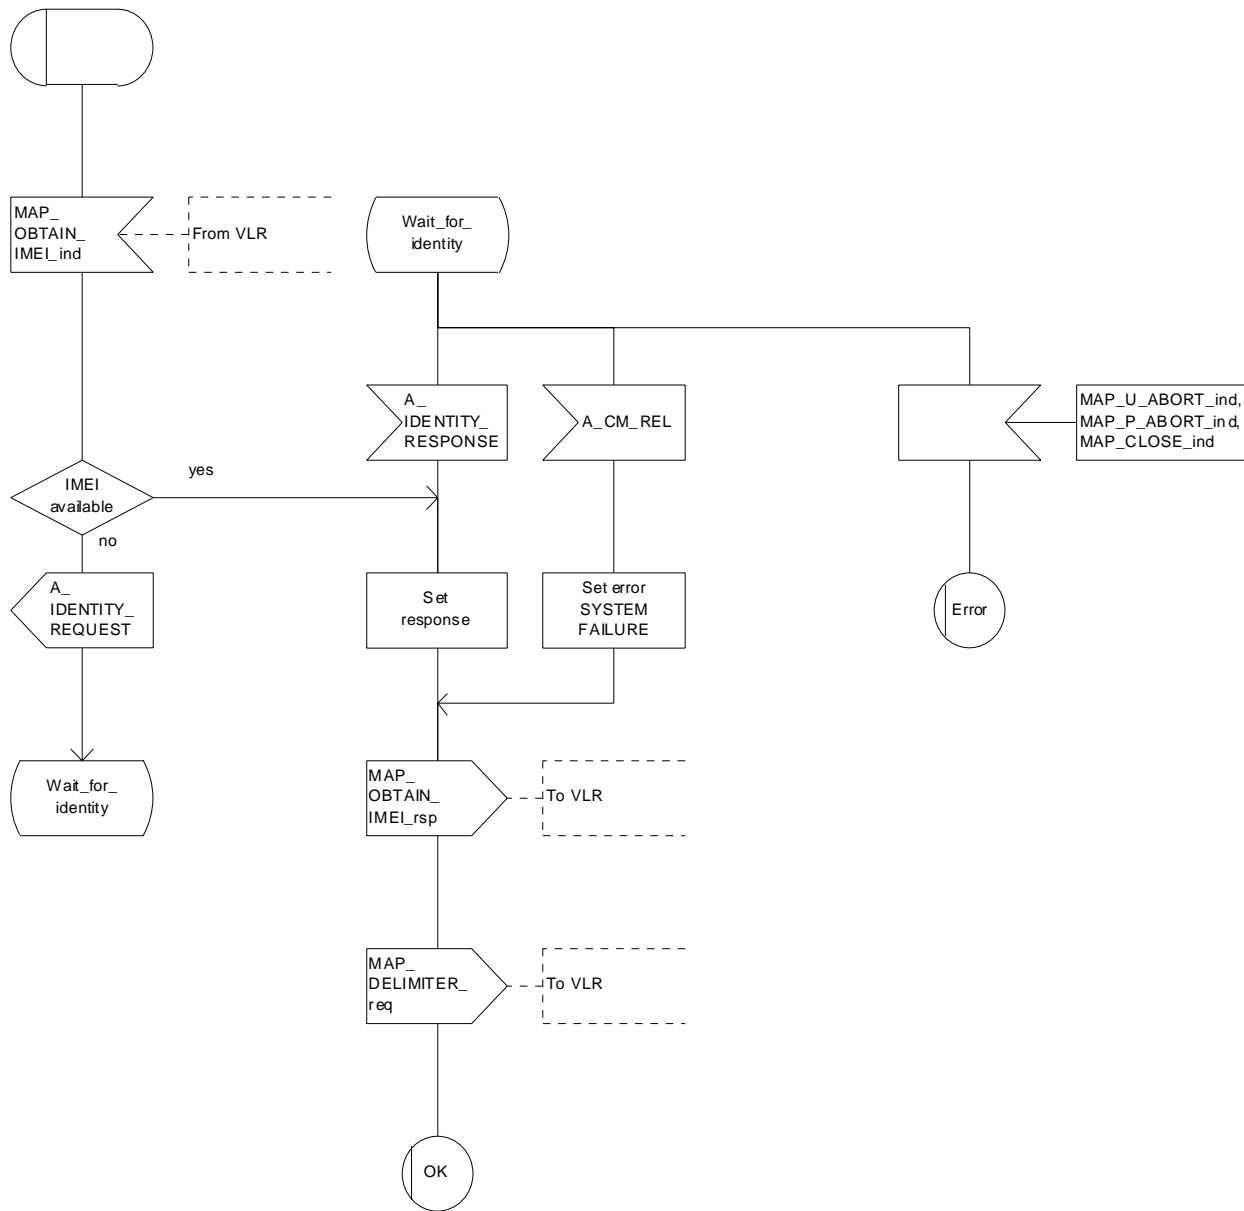 MAP_
OBTAIN_
IMEI_ind
From VLR
Wait_for_
identity
A_
IDENTITY_
RESPONSE
A_CM_REL
MAP_U_ABORT_ind,
MAP_P_ABORT_ind,
MAP_CLOSE_ind
IMEI
available
yes
no
A_
IDENTITY_
REQUEST
Set
response
Set error
SYSTEM
FAILURE
Error
Wait_for_
identity
MAP_
OBTAIN_
IMEI_rsp
To VLR
MAP_
DELIMITER_
req
To VLR
OK